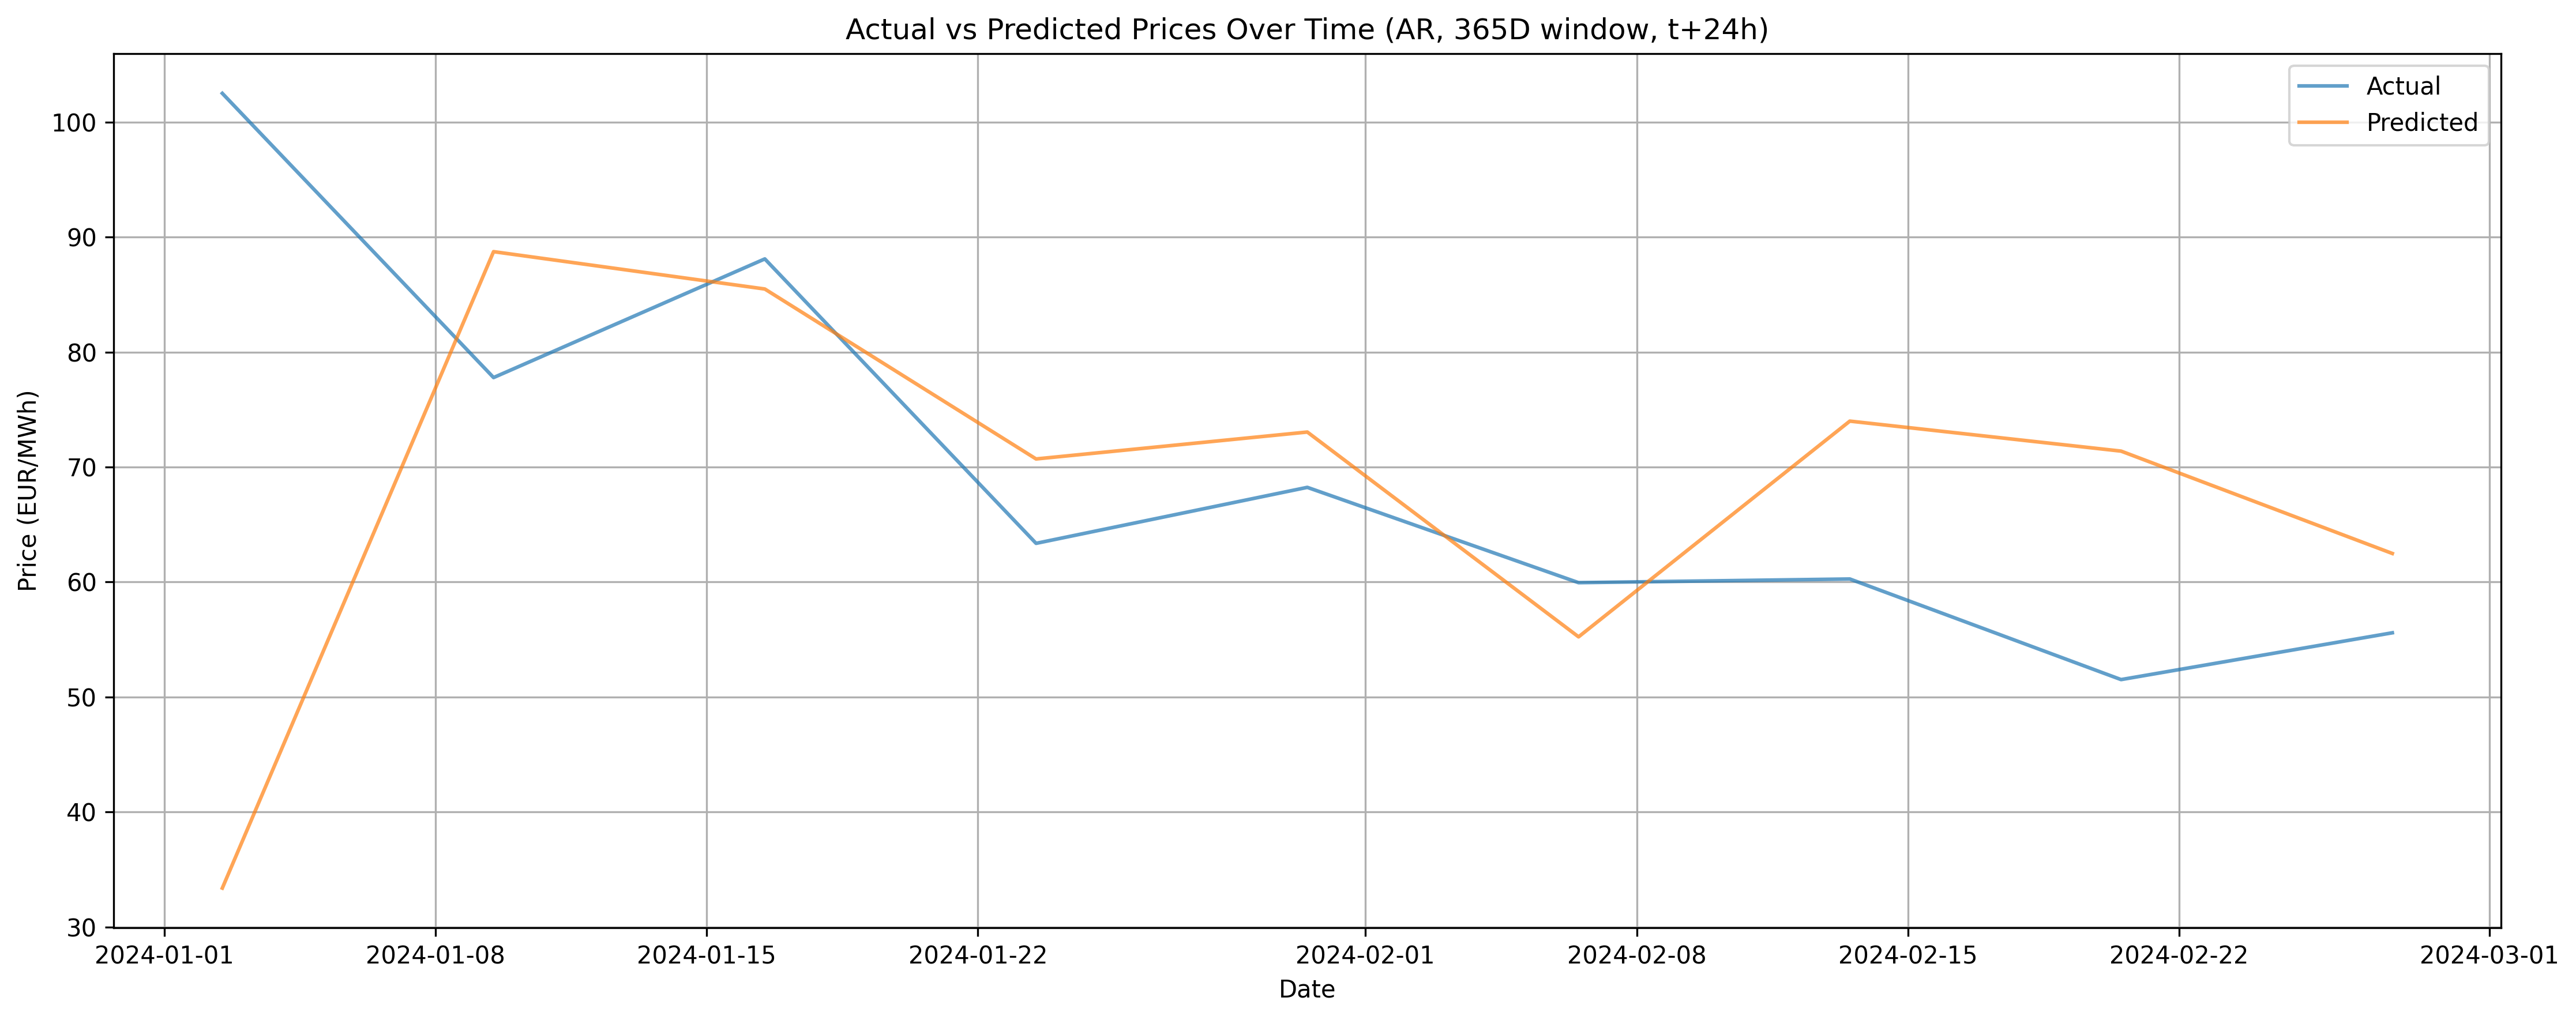 Actual vs Predicted Prices Over Time (AR, 365D window, t+24h)
Actual
Predicted
Price (EUR/MWh)
100
90
80
70
60
50
40
30
2024-01-01 2024-01-08 2024-01-15 2024-01-22 2024-02-01 2024-02-08 2024-02-15 2024-02-22 2024-03-01
Date